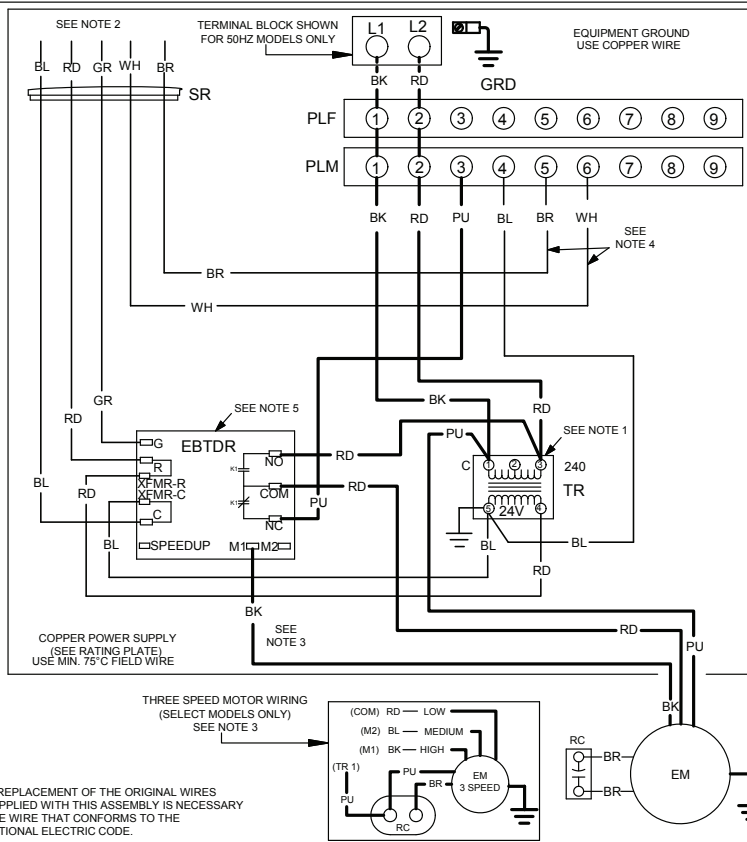 SEE NOTE 2
TERMINAL BLOCK SHOWN
FOR 50HZ MODELS ONLY
L1 L2
EQUIPMENT GROUND
USE COPPER WIRE
BL RD GR WH BR
SR
BK RD
GRD
PLF 1 2 3 4 5 6 7 8 9
PLM 1 2 3 4 5 6 7 8 9
BK RD PU BL BR WH
SEE
NOTE 4
BR
WH
GR
RD
BK
RD
SEE NOTE 5
SEE NOTE 1
EBTDR
PU
G
NO
RD
C 1 2 3 240
R
K1
TR
BL
RD
XFMR-R
XFMR-C
COM
RD
K1
PU
5 24V 4
C
NC
BL
SPEEDUP M1 M2
BL
BL
RD
BK
COPPER POWER SUPPLY
(SEE RATING PLATE)
USE MIN. 75°C FIELD WIRE
SEE
NOTE 3
RD
PU
BK
THREE SPEED MOTOR WIRING
(SELECT MODELS ONLY)
SEE NOTE 3
(COM) RD LOW
(M2) BL MEDIUM
(M1) BK HIGH
(TR 1)
PU
PU
BR
EM
3 SPEED
RC
RC
BR
BR
EM
REPLACEMENT OF THE ORIGINAL WIRES
PPLIED WITH THIS ASSEMBLY IS NECESSARY
E WIRE THAT CONFORMS TO THE
TIONAL ELECTRIC CODE.